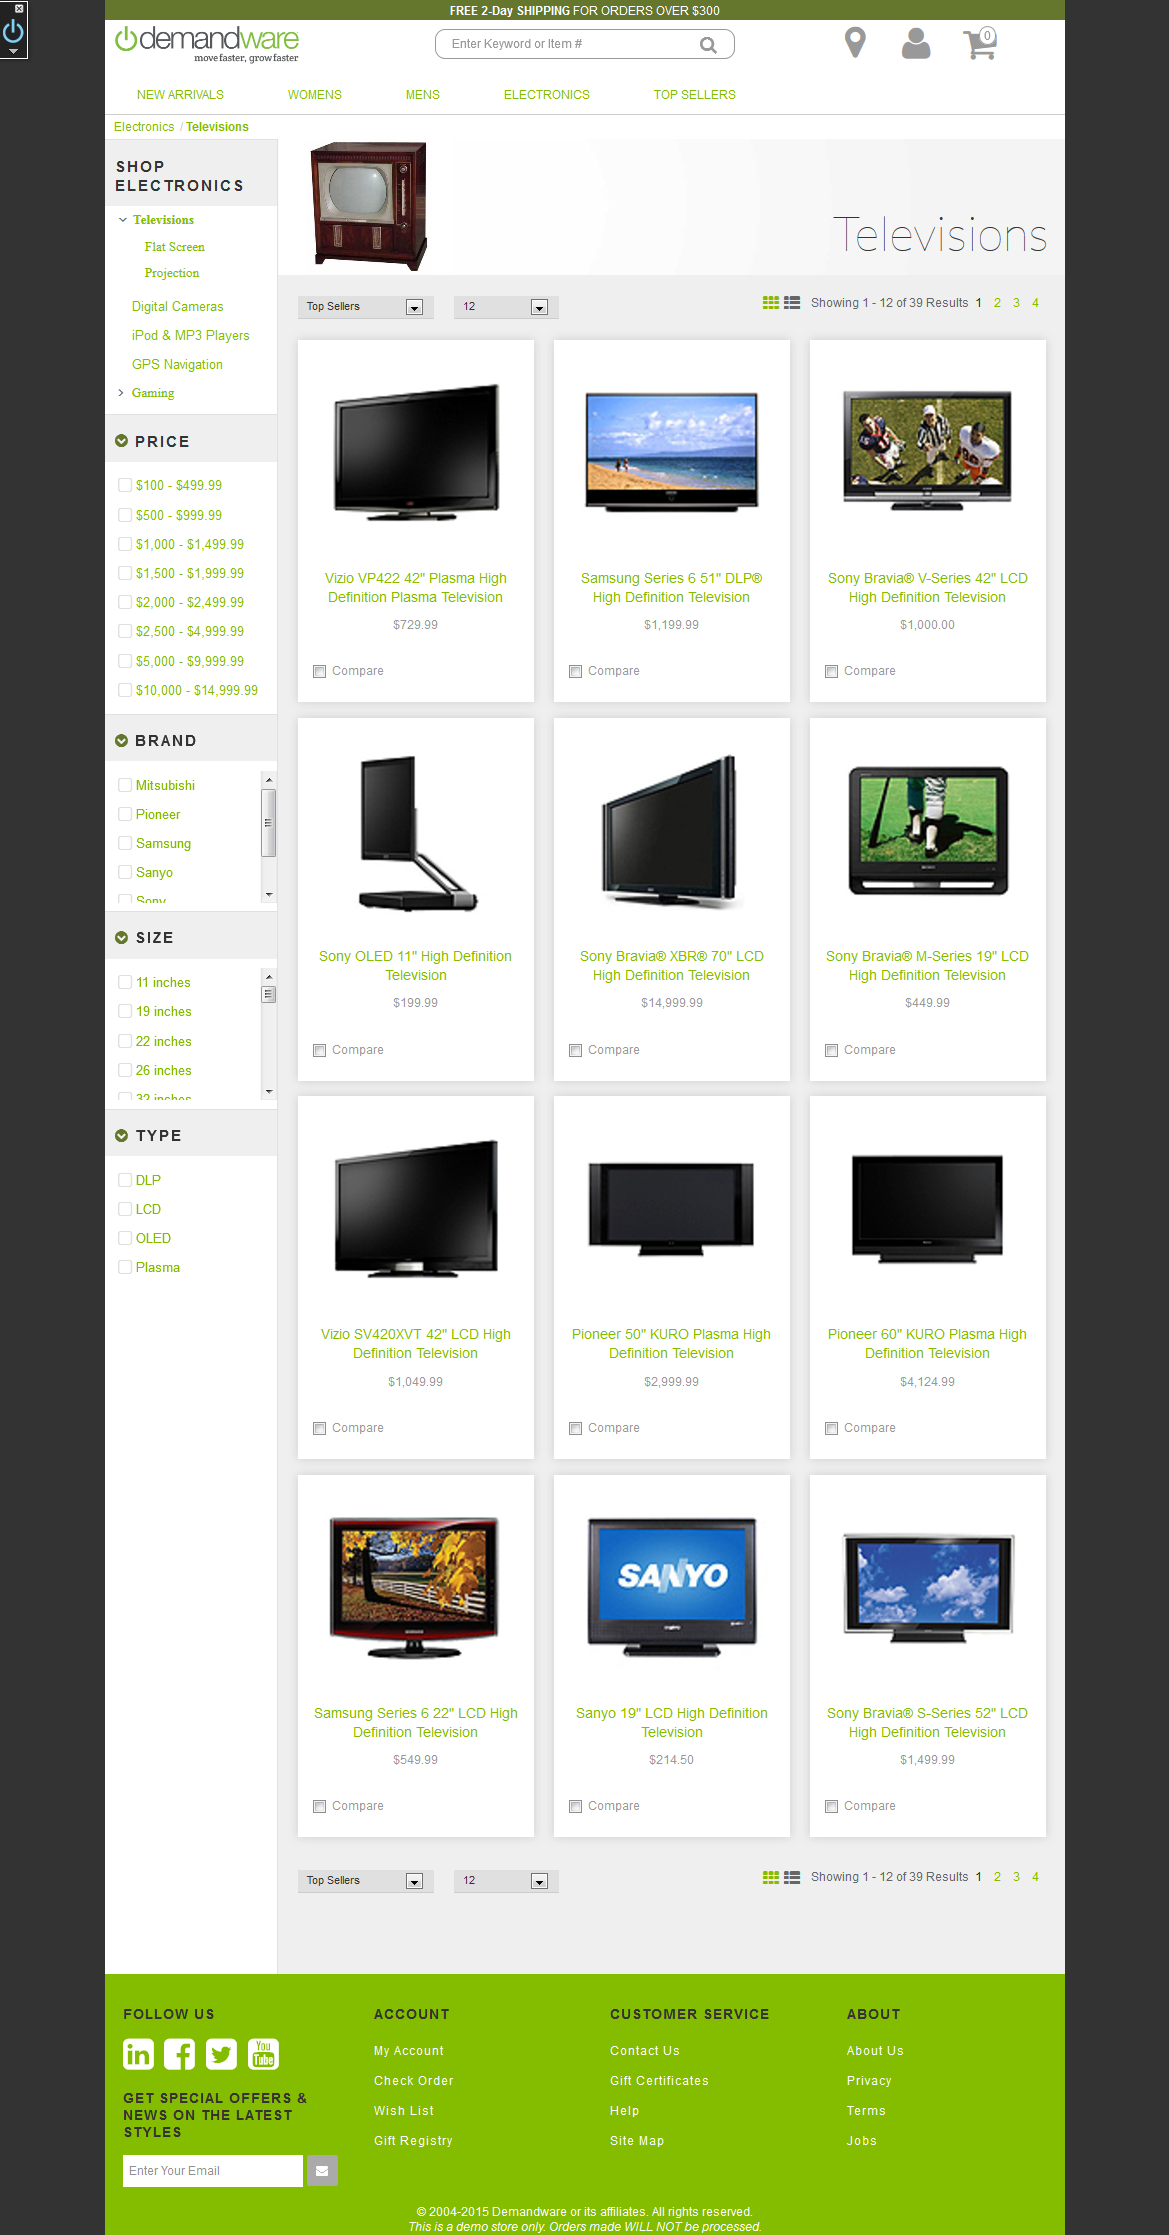 FREE 2-Day SHIPPING FOR ORDERS OVER $300
demandware
move faster, grow faster
Enter Keyword or Item #
0
NEW ARRIVALS
WOMENS
MENS
ELECTRONICS
TOP SELLERS
Electronics / Televisions
SHOP
ELECTRONICS
Televisions
Flat Screen
Projection
Digital Cameras
iPod & MP3 Players
GPS Navigation
Gaming
PRICE
$100 - $499.99
$500 - $999.99
$1,000 - $1,499.99
$1,500 - $1,999.99
$2,000 - $2,499.99
$2,500 - $4,999.99
$5,000 - $9,999.99
$10,000 - $14,999.99
BRAND
Mitsubishi
Pioneer
Samsung
Sanyo
Sony
SIZE
11 inches
19 inches
22 inches
26 inches
32 inches
TYPE
DLP
LCD
OLED
Plasma
Televisions
Top Sellers
12
Showing 1 - 12 of 39 Results 1 2 3 4
Vizio VP422 42" Plasma High
Definition Plasma Television
$729.99
Compare
Samsung Series 6 51" DLP®
High Definition Television
$1,199.99
Compare
Sony Bravia® V-Series 42" LCD
High Definition Television
$1,000.00
Compare
Sony OLED 11" High Definition
Television
$199.99
Compare
Sony Bravia® XBR® 70" LCD
High Definition Television
$14,999.99
Compare
Sony Bravia® M-Series 19" LCD
High Definition Television
$449.99
Compare
Vizio SV420XVT 42" LCD High
Definition Television
$1,049.99
Compare
Pioneer 50" KURO Plasma High
Definition Television
$2,999.99
Compare
Pioneer 60" KURO Plasma High
Definition Television
$4,124.99
Compare
Samsung Series 6 22" LCD High
Definition Television
$549.99
Compare
SANYO
Sanyo 19" LCD High Definition
Television
$214.50
Compare
Sony Bravia® S-Series 52" LCD
High Definition Television
$1,499.99
Compare
Top Sellers
12
Showing 1 - 12 of 39 Results 1 2 3 4
FOLLOW US
in
You
Tube
GET SPECIAL OFFERS &
NEWS ON THE LATEST
STYLES
Enter Your Email
ACCOUNT
My Account
Check Order
Wish List
Gift Registry
CUSTOMER SERVICE
Contact Us
Gift Certificates
Help
Site Map
ABOUT
About Us
Privacy
Terms
Jobs
© 2004-2015 Demandware or its affiliates. All rights reserved.
This is a demo store only. Orders made WILL NOT be processed.